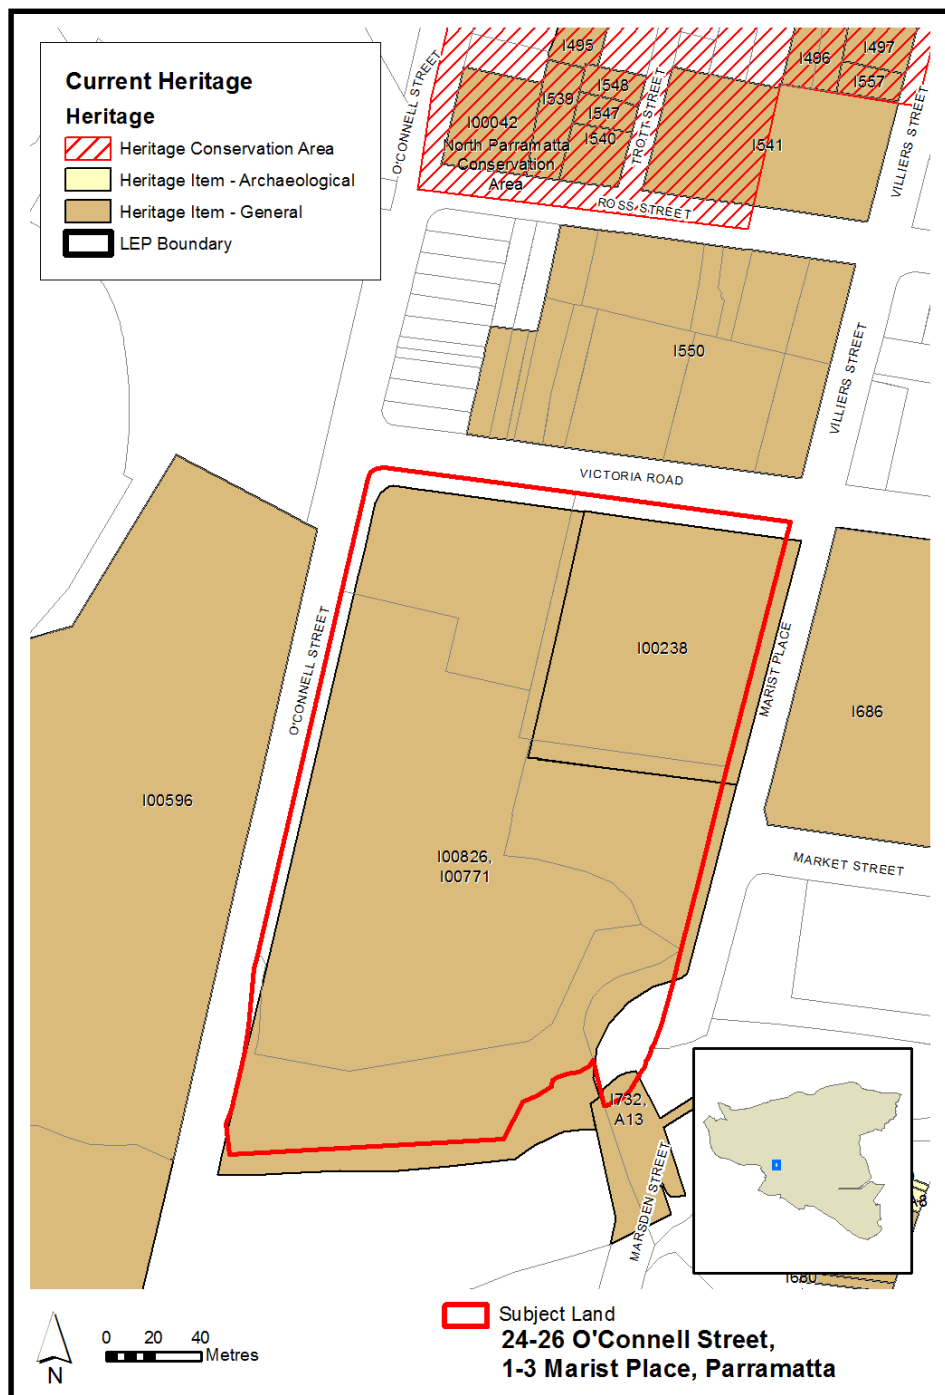 Current Heritage
Heritage
Heritage Conservation Area
Heritage Item - Archaeological
Heritage Item - General
LEP Boundary
O'CONNELL STREET
I495
I496
I497
I557
I548
I539
I547
I540
I00042
North Parramatta
Conservation
Area
TROTT STREET
I541
VILLIERS STREET
ROSS STREET
I550
VILLIERS STREET
VICTORIA ROAD
I00238
MARIST PLACE
I686
O'CONNELL STREET
I00596
I00826,
I00771
MARKET STREET
I732,
A13
MARSDEN STREET
I680
N
0 20 40
Metres
Subject Land
24-26 O'Connell Street,
1-3 Marist Place, Parramatta